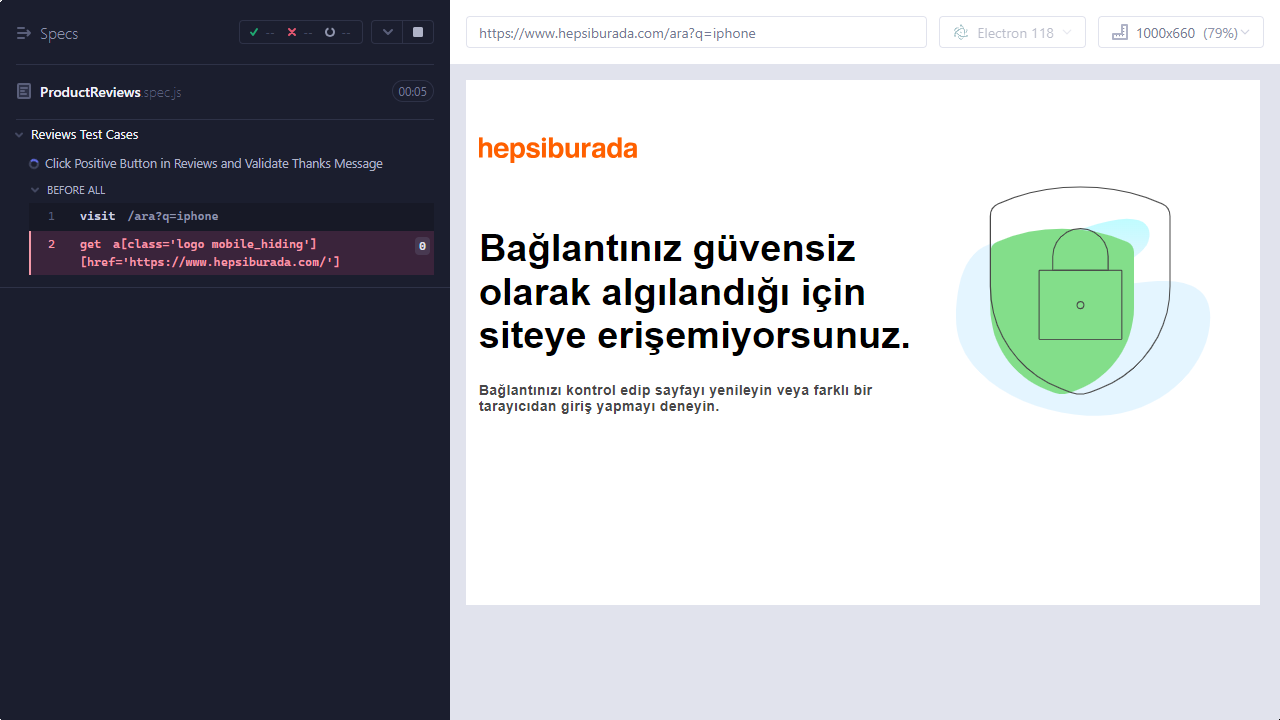 Specs
-- -- --
https://www.hepsiburada.com/ara?q=iphone
Electron 118
1000x660 (79%)
ProductReviews.spec.js
00:05
Reviews Test Cases
Click Positive Button in Reviews and Validate Thanks Message
BEFORE ALL
1 visit /ara?q=iphone
2 get a[class='logo mobile_hiding'] 0
[href='https://www.hepsiburada.com/']
hepsiburada
Bağlantınız güvensiz
olarak algılandığı için
siteye erişemiyorsunuz.
Bağlantınızı kontrol edip sayfayı yenileyin veya farklı bir
tarayıcıdan giriş yapmayı deneyin.